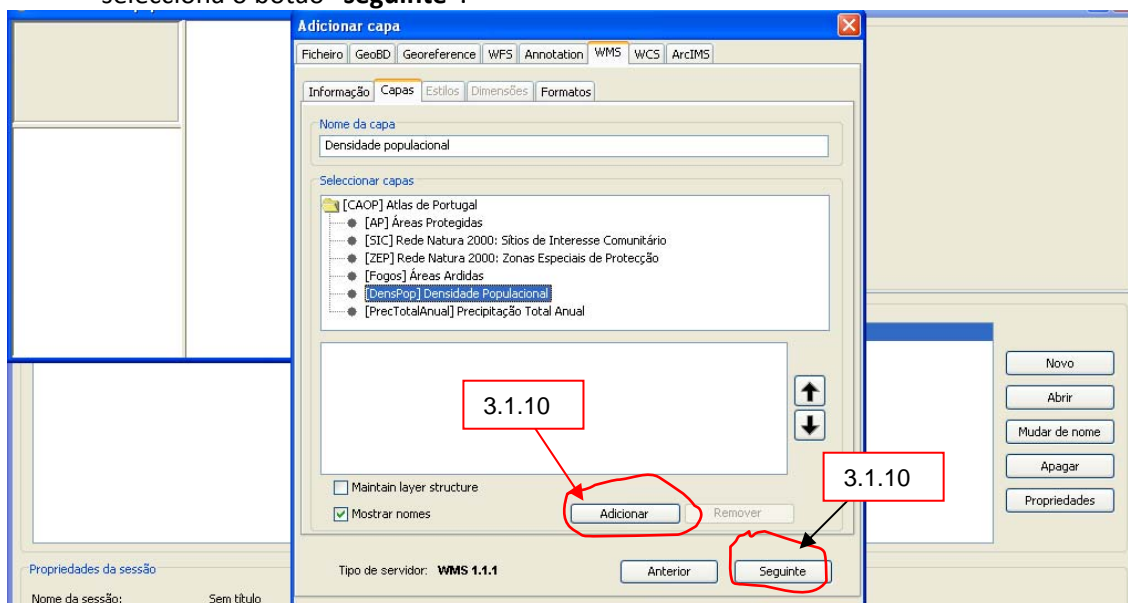 selecciona o botão "seguinte".
Adicionar capa
Ficheiro GeoBD Georeference WFS Annotation WMS WCS ArcIMS
Informação Capas Estilos Dimensões Formatos
Nome da capa
Densidade populacional
Seleccionar capas
[CAOP] Atlas de Portugal
[AP] Áreas Protegidas
[SIC] Rede Natura 2000: Sítios de Interesse Comunitário
[ZEP] Rede Natura 2000: Zonas Especiais de Protecção
[Fogos] Áreas Ardidas
[DensPop] Densidade Populacional
[PrecTotalAnual] Precipitação Total Anual
Novo
Abrir
Mudar de nome
Apagar
Propriedades
3.1.10
3.1.10
Maintain layer structure
Mostrar nomes
Adicionar Remover
Tipo de servidor: WMS 1.1.1
Anterior Seguinte
Propriedades da sessão
Nome da sessão: Sem título